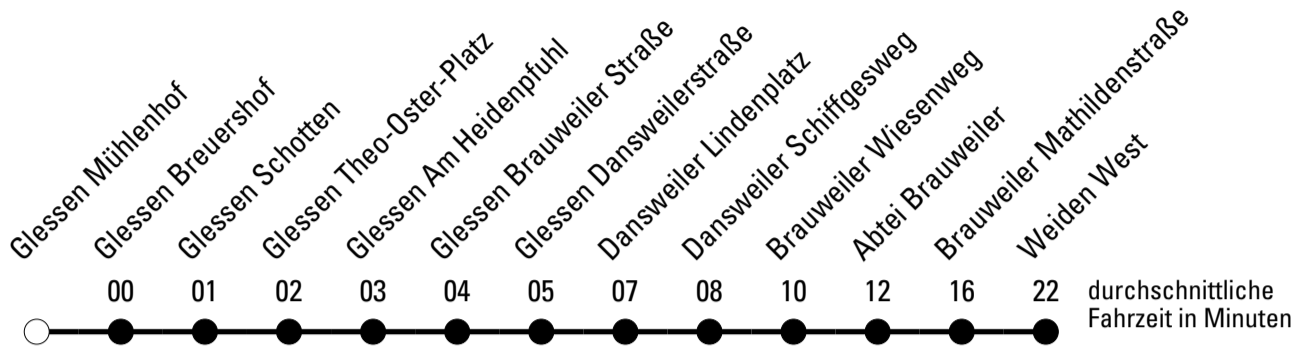 Glessen Mühlenhof
Glessen Breuershof
Glessen Schotten
Glessen Theo-Oster-Platz
Glessen Am Heidenpfuhl
Glessen Brauweiler Straße
Glessen Dansweilerstraße
Dansweiler Lindenplatz
Dansweiler Schiffgesweg
Brauweiler Wiesenweg
Abtei Brauweiler
Brauweiler Mathildenstraße
Weiden West
00 01 02 03 04 05 07 08 10 12 16 22
durchschnittliche
Fahrzeit in Minuten